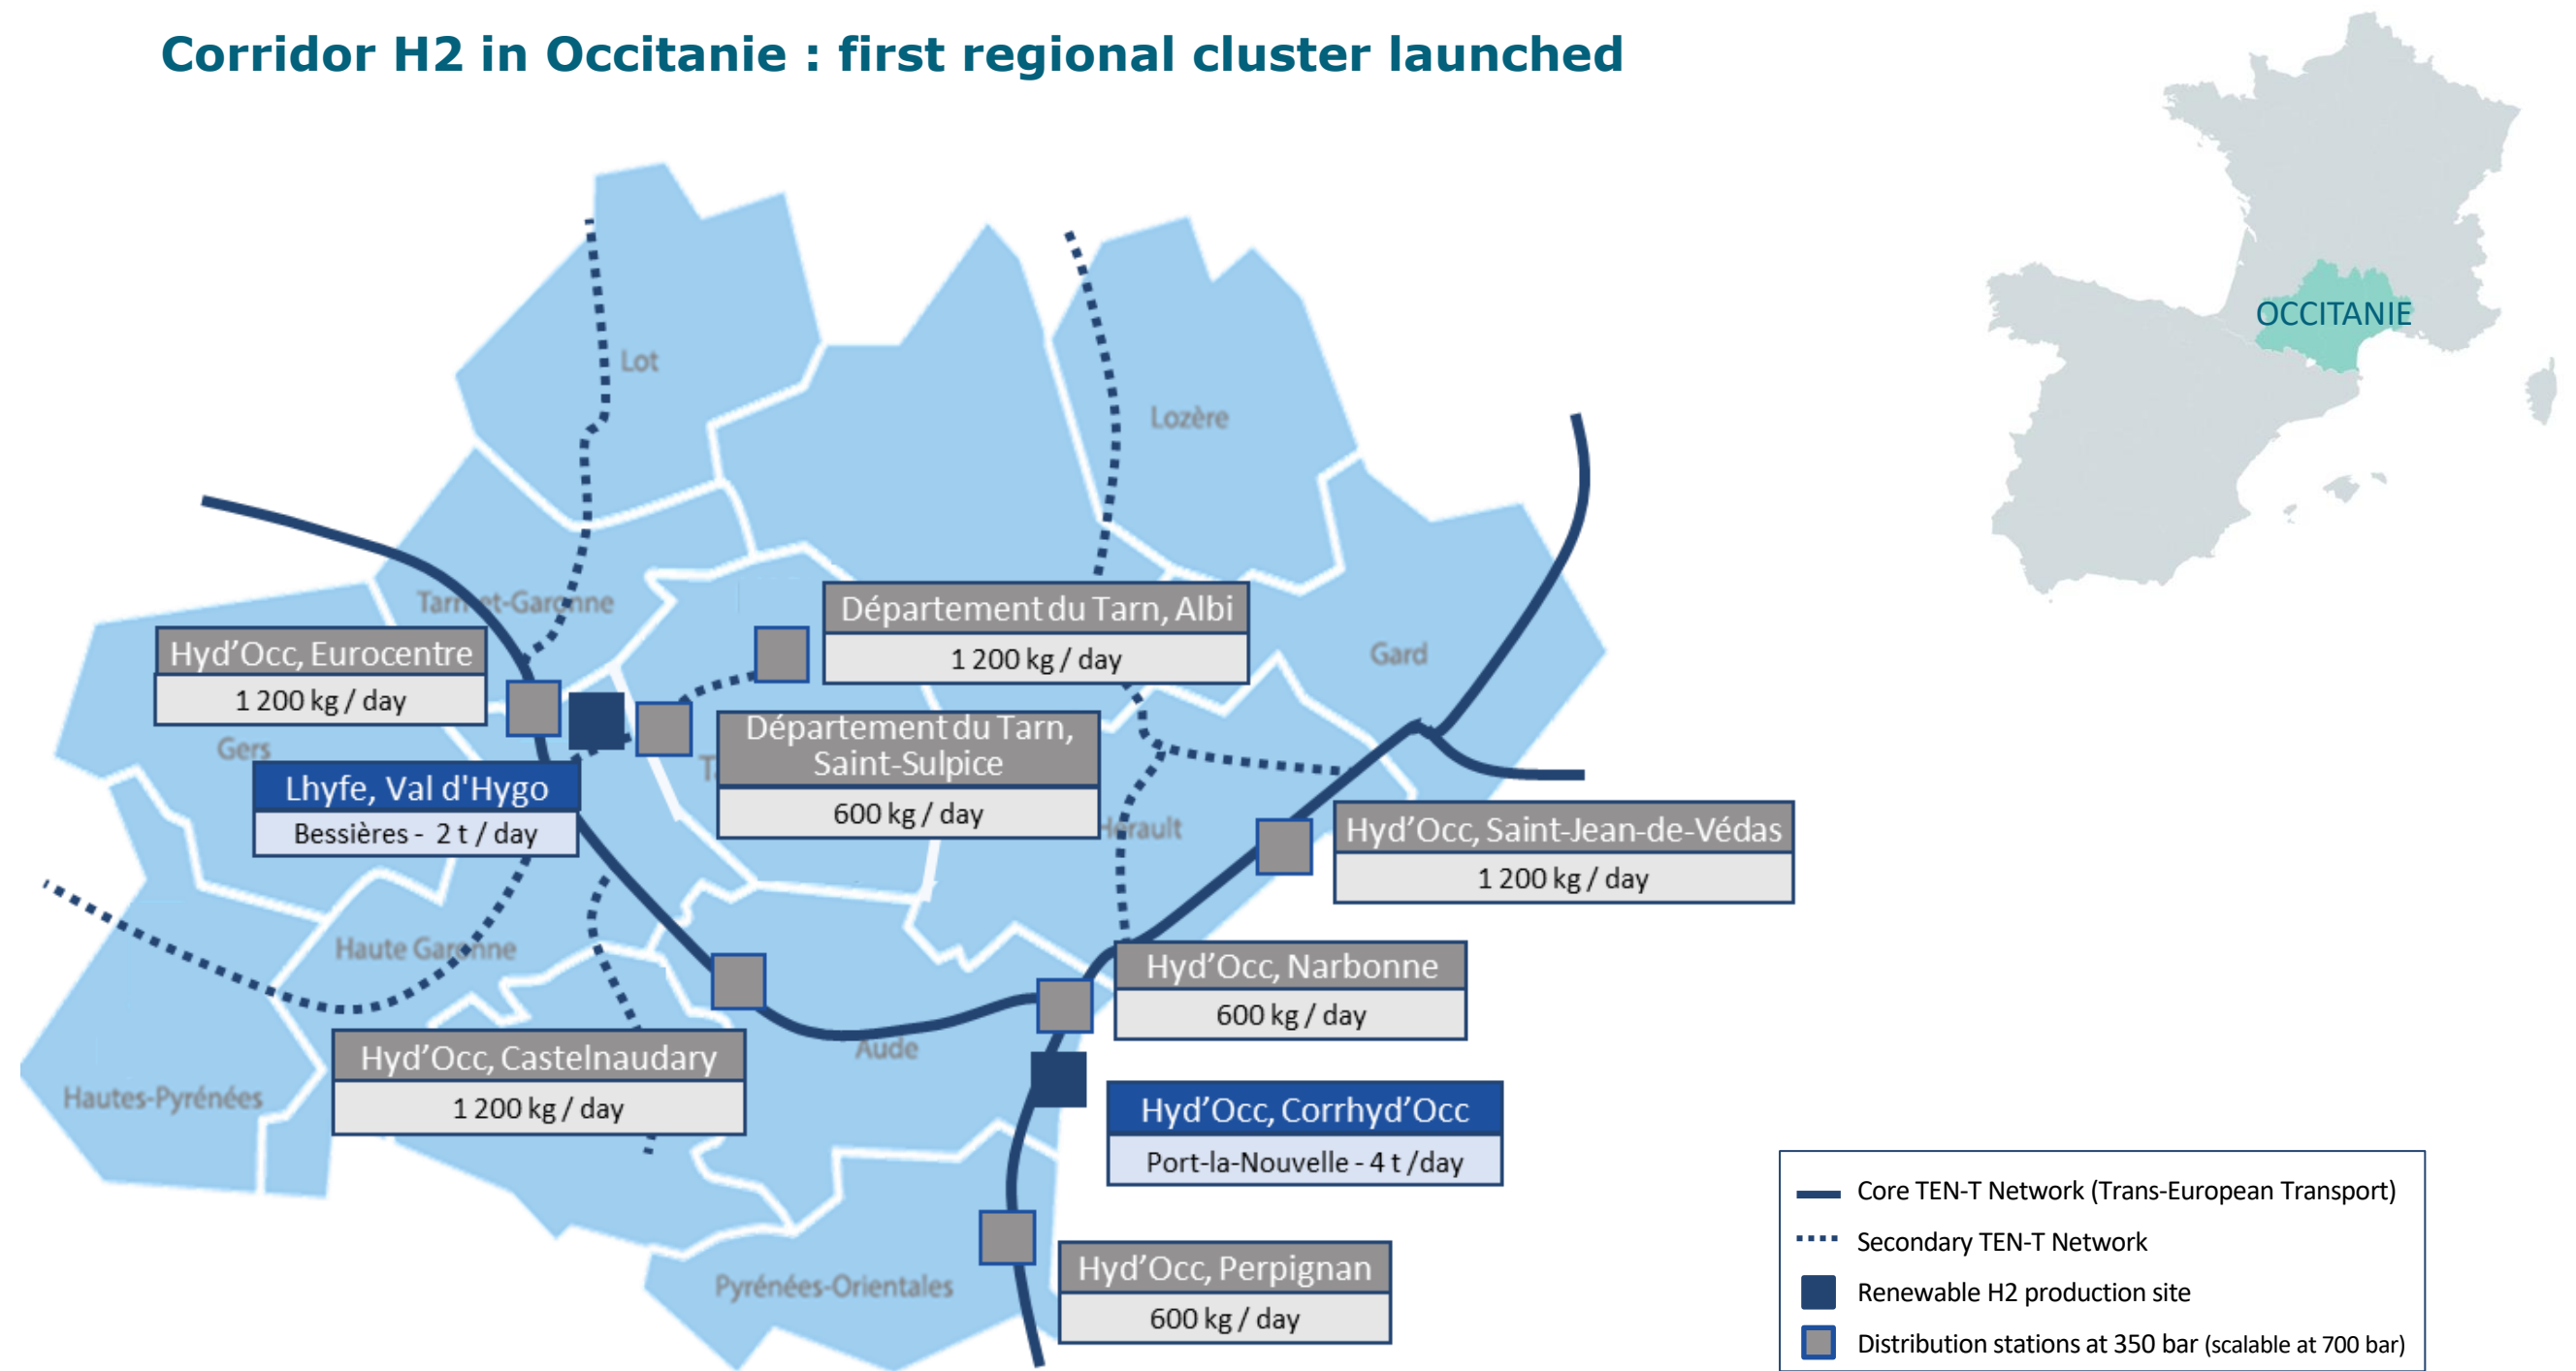 Corridor H2 in Occitanie : first regional cluster launched
OCCITANIE
Lot
Lozère
Tarn et-Garonne
Département du Tarn, Albi
1 200 kg / day
Hyd’Occ, Eurocentre
1 200 kg / day
Gard
Gers
Département du Tarn,
Saint-Sulpice
600 kg / day
Lhyfe, Val d'Hygo
Bessières - 2 t / day
Hérault
Hyd’Occ, Saint-Jean-de-Védas
1 200 kg / day
Haute Garonne
Hyd’Occ, Narbonne
600 kg / day
Hyd’Occ, Castelnaudary
1 200 kg / day
Aude
Hautes-Pyrénées
Hyd’Occ, Corrhyd’Occ
Port-la-Nouvelle - 4 t /day
Pyrénées-Orientales
Hyd’Occ, Perpignan
600 kg / day
Core TEN-T Network (Trans-European Transport)
Secondary TEN-T Network
Renewable H2 production site
Distribution stations at 350 bar (scalable at 700 bar)